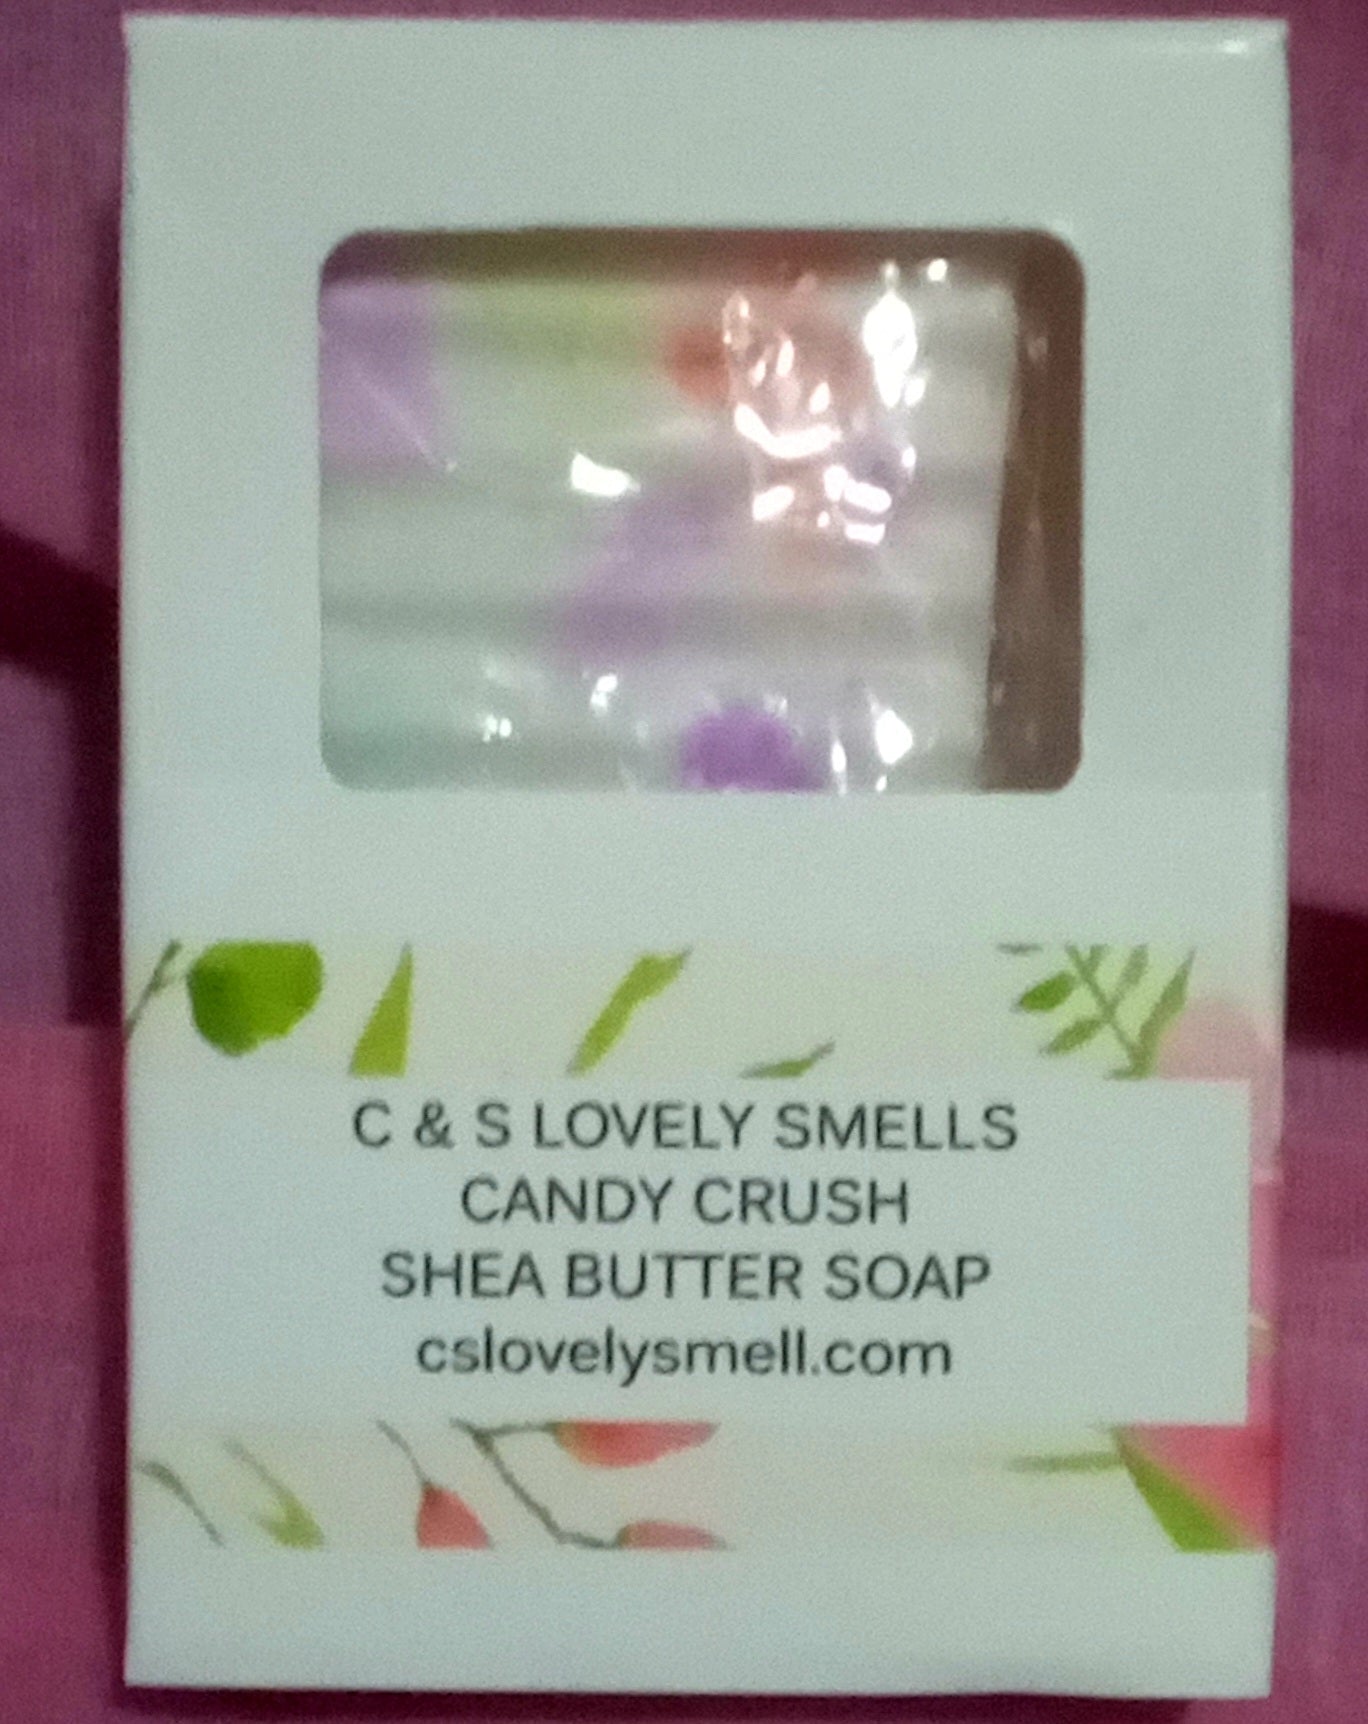 C & S LOVELY SMELLS
CANDY CRUSH
SHEA BUTTER SOAP
cslovelysmell.com